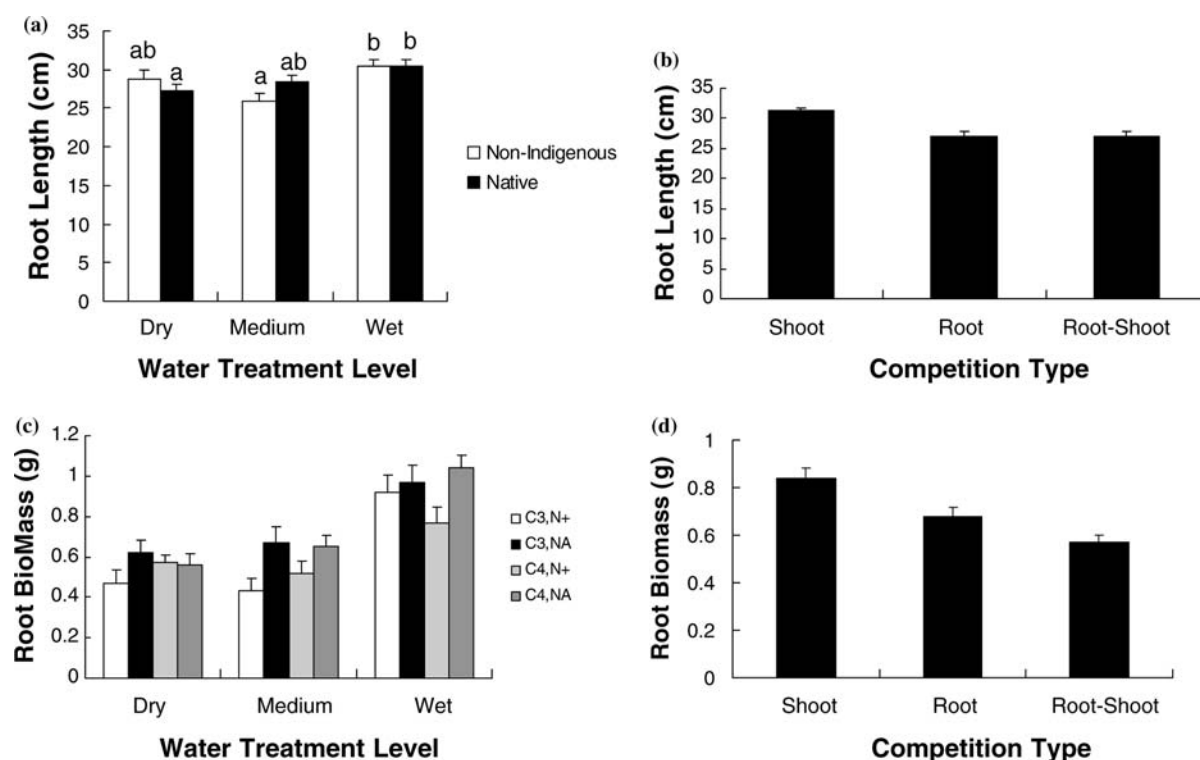 (a)
Root Length (cm)
35
30
25
20
15
10
5
0
ab
a
a
ab
b
b
Dry
Medium
Wet
Water Treatment Level
Non-Indigenous
Native
(b)
Root Length (cm)
35
30
25
20
15
10
5
0
Shoot
Root
Root-Shoot
Competition Type
(c)
Root BioMass (g)
1.2
1
0.8
0.6
0.4
0.2
0
Dry
Medium
Wet
Water Treatment Level
C3,N+
C3,NA
C4,N+
C4,NA
(d)
Root Biomass (g)
1
0.8
0.6
0.4
0.2
0
Shoot
Root
Root-Shoot
Competition Type